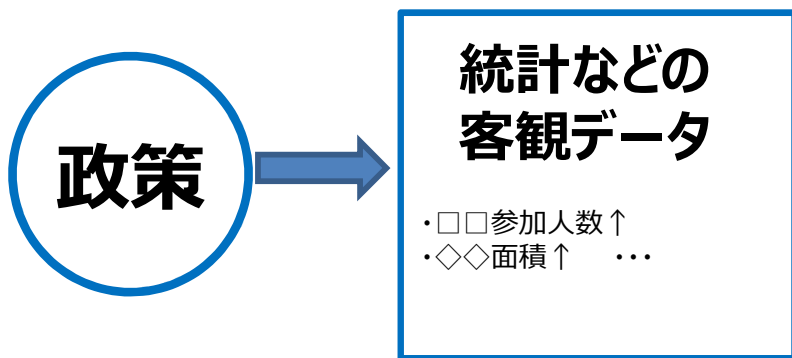 政策
統計などの
客観データ
・□□参加人数↑
・◇◇面積↑　・・・